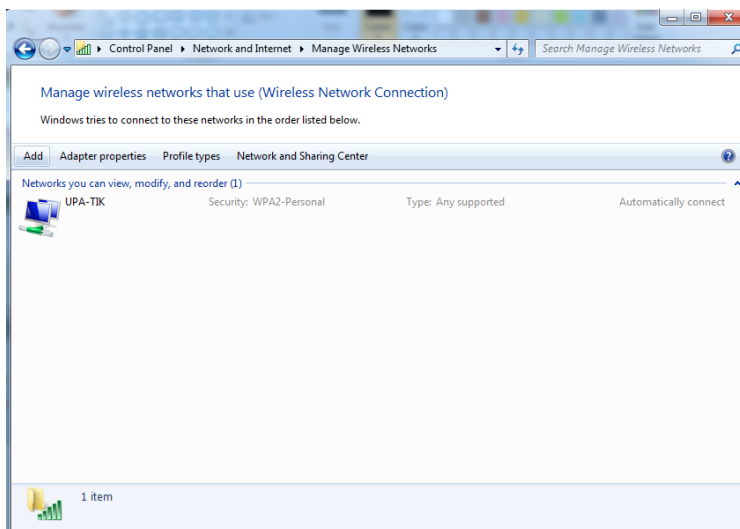 Control Panel Network and Internet Manage Wireless Networks Search Manage Wireless Networks
Manage wireless networks that use (Wireless Network Connection)
Windows tries to connect to these networks in the order listed below.
Add Adapter properties Profile types Network and Sharing Center
Networks you can view, modify, and reorder (1)
UPA-TIK Security: WPA2-Personal Type: Any supported Automatically connect
1 item